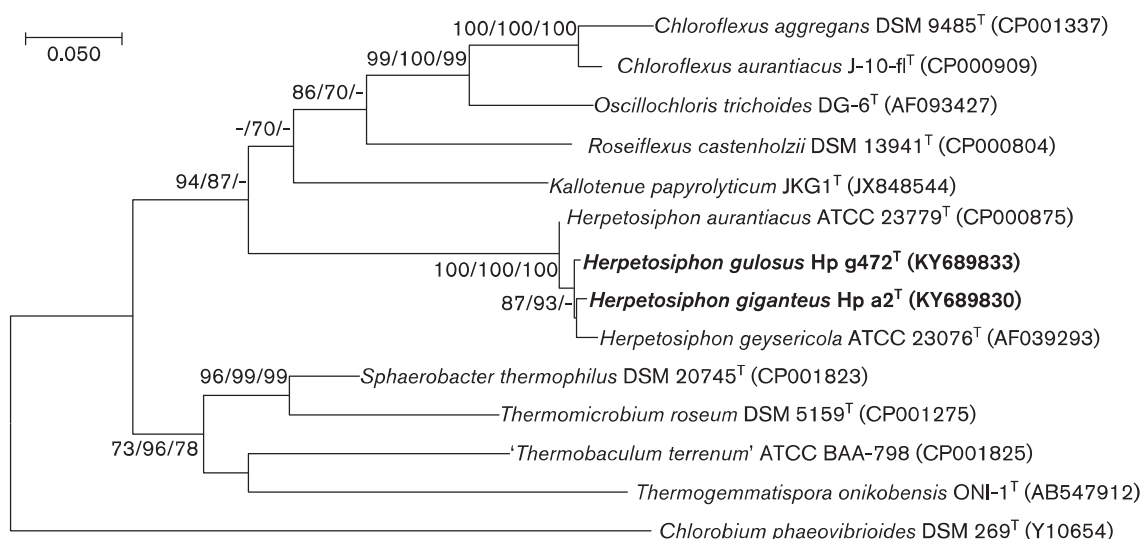 0.050
100/100/100
Chloroflexus aggregans DSM 9485ᵀ (CP001337)
99/100/99
Chloroflexus aurantiacus J-10-flᵀ (CP000909)
86/70/-
Oscillochloris trichoides DG-6ᵀ (AF093427)
-/70/-
Roseiflexus castenholzii DSM 13941ᵀ (CP000804)
94/87/-
Kallotenue papyrolyticum JKG1ᵀ (JX848544)
Herpetosiphon aurantiacus ATCC 23779ᵀ (CP000875)
100/100/100
Herpetosiphon gulosus Hp g472ᵀ (KY689833)
87/93/-
Herpetosiphon giganteus Hp a2ᵀ (KY689830)
Herpetosiphon geysericola ATCC 23076ᵀ (AF039293)
96/99/99
Sphaerobacter thermophilus DSM 20745ᵀ (CP001823)
Thermomicrobium roseum DSM 5159ᵀ (CP001275)
73/96/78
'Thermobaculum terrenum' ATCC BAA-798 (CP001825)
Thermogemmatispora onikobensis ONI-1ᵀ (AB547912)
Chlorobium phaeovibrioides DSM 269ᵀ (Y10654)